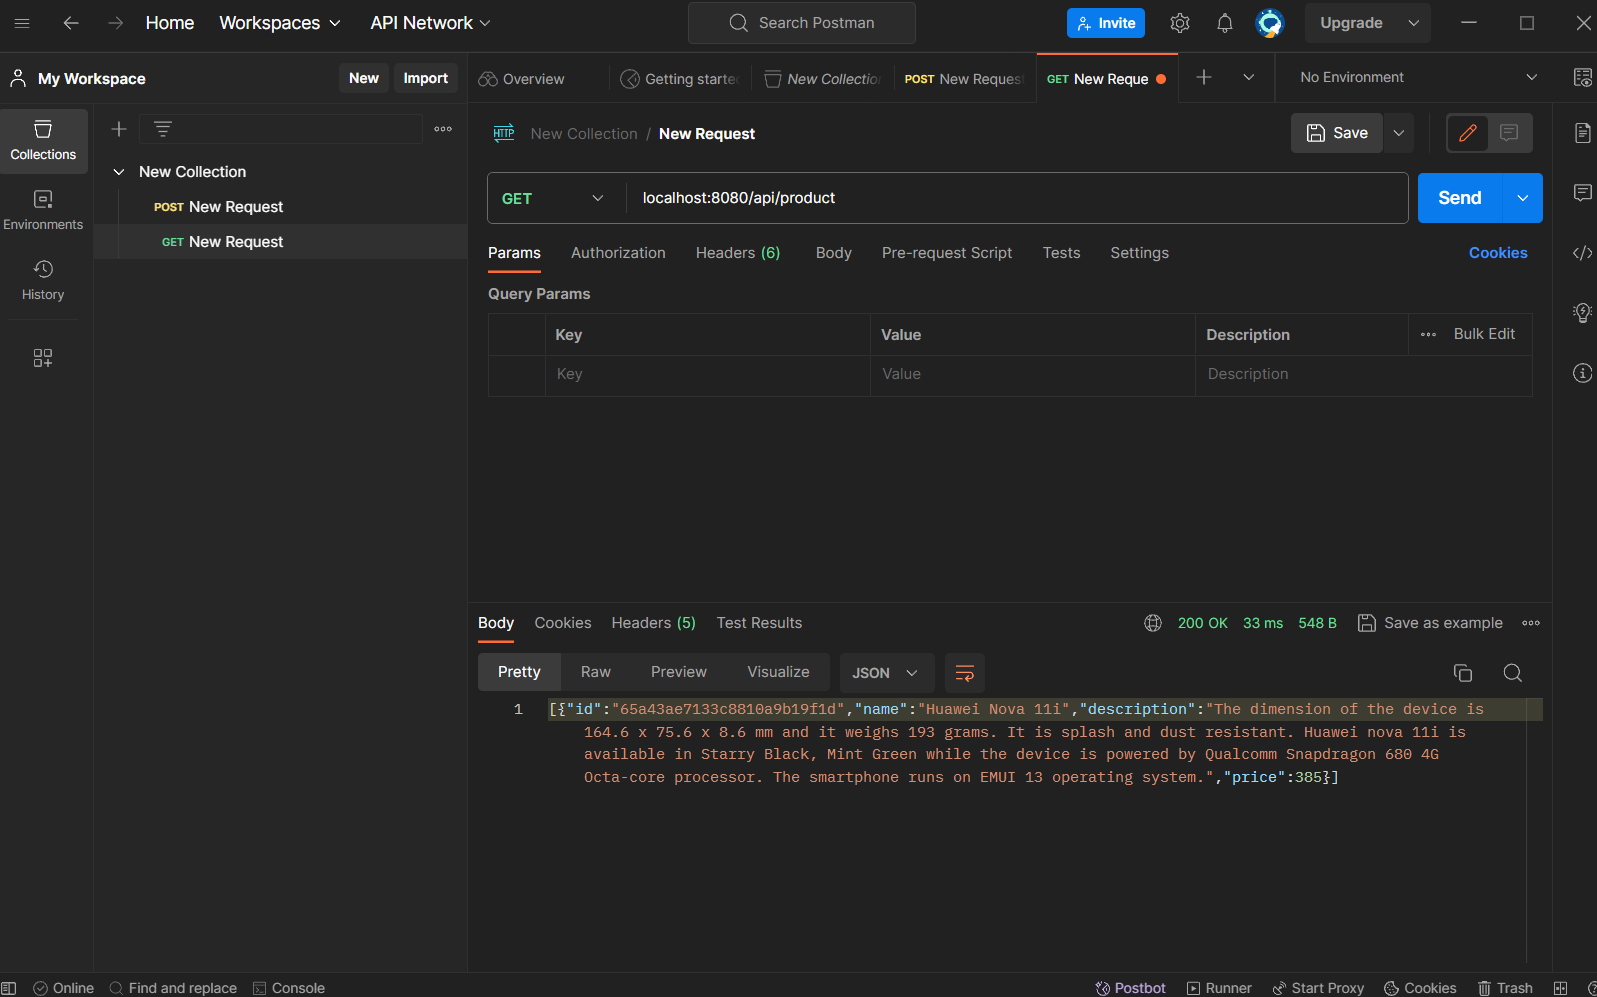 Home Workspaces API Network Search Postman Invite Upgrade
My Workspace New Import Overview Getting starte New Collectio POST New Reques GET New Reque No Environment
Collections
Environments
History
New Collection
POST New Request
GET New Request
HTTP New Collection / New Request Save
GET localhost:8080/api/product Send
Params Authorization Headers (6) Body Pre-request Script Tests Settings Cookies
Query Params
Key Value Description Bulk Edit
Key Value Description
Body Cookies Headers (5) Test Results 200 OK 33 ms 548 B Save as example
Pretty Raw Preview Visualize JSON
1 [{"id":"65a43ae7133c8810a9b19f1d","name":"Huawei Nova 11i","description":"The dimension of the device is
164.6 x 75.6 x 8.6 mm and it weighs 193 grams. It is splash and dust resistant. Huawei nova 11i is
available in Starry Black, Mint Green while the device is powered by Qualcomm Snapdragon 680 4G
Octa-core processor. The smartphone runs on EMUI 13 operating system.","price":385}]
Online Find and replace Console Postbot Runner Start Proxy Cookies Trash